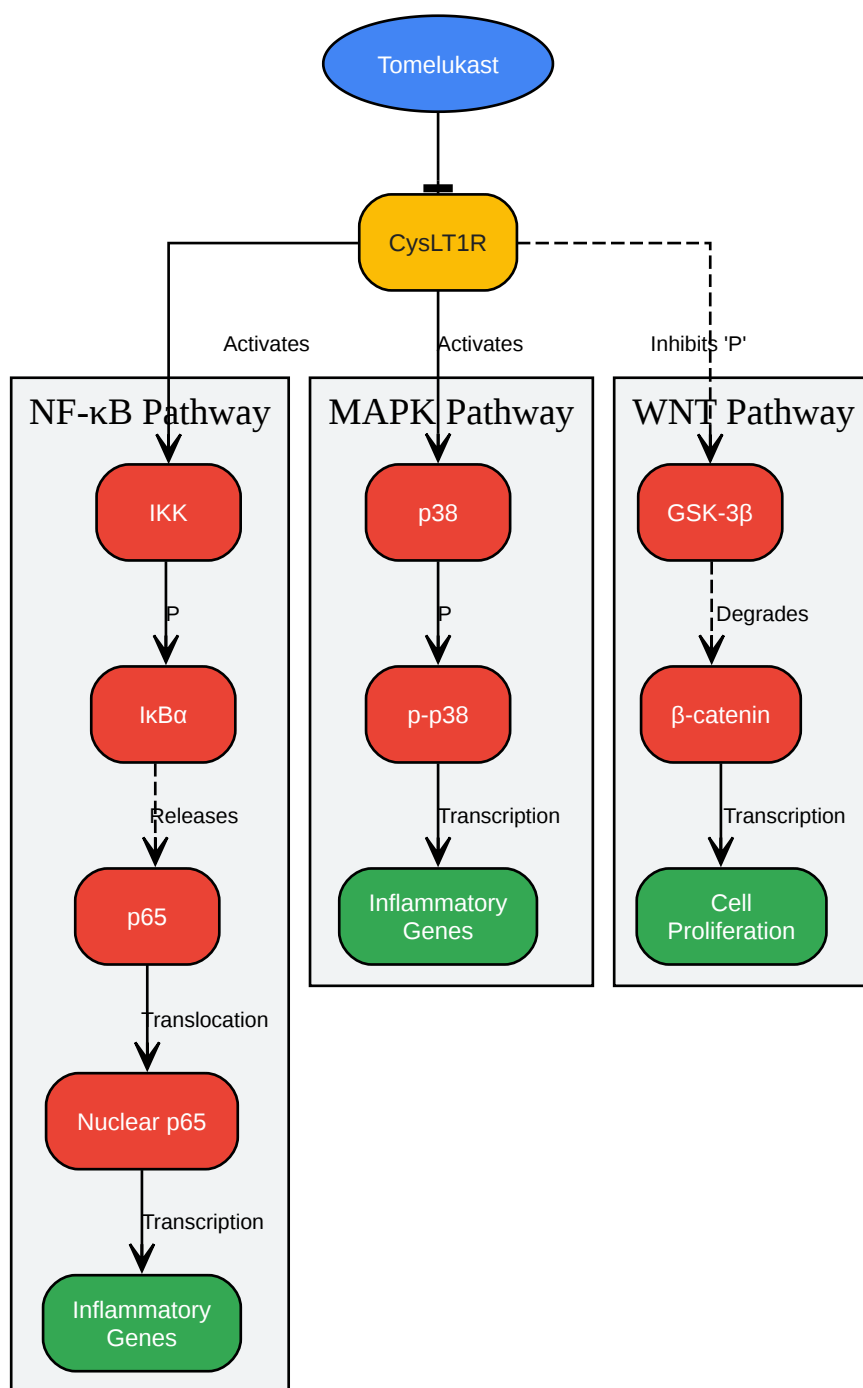 Tomelukast
CysLT1R
Activates
Activates
Inhibits 'P'
NF-κB Pathway
IKK
P
IκBα
Releases
p65
Translocation
Nuclear p65
Transcription
Inflammatory
Genes
MAPK Pathway
p38
P
p-p38
Transcription
Inflammatory
Genes
WNT Pathway
GSK-3β
Degrades
β-catenin
Transcription
Cell
Proliferation